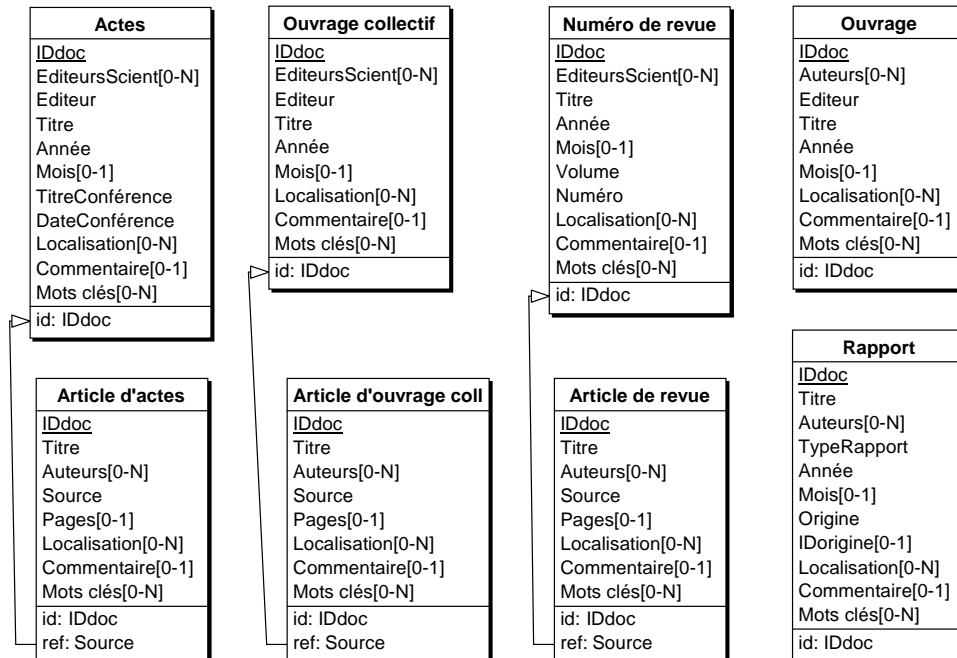 Actes
IDdoc
EditeursScient[0-N]
Editeur
Titre
Année
Mois[0-1]
TitreConférence
DateConférence
Localisation[0-N]
Commentaire[0-1]
Mots clés[0-N]
id: IDdoc
Ouvrage collectif
IDdoc
EditeursScient[0-N]
Editeur
Titre
Année
Mois[0-1]
Localisation[0-N]
Commentaire[0-1]
Mots clés[0-N]
id: IDdoc
Numéro de revue
IDdoc
EditeursScient[0-N]
Titre
Année
Mois[0-1]
Volume
Numéro
Localisation[0-N]
Commentaire[0-1]
Mots clés[0-N]
id: IDdoc
Ouvrage
IDdoc
Auteurs[0-N]
Editeur
Titre
Année
Mois[0-1]
Localisation[0-N]
Commentaire[0-1]
Mots clés[0-N]
id: IDdoc
Article d'actes
IDdoc
Titre
Auteurs[0-N]
Source
Pages[0-1]
Localisation[0-N]
Commentaire[0-1]
Mots clés[0-N]
id: IDdoc
ref: Source
Article d'ouvrage coll
IDdoc
Titre
Auteurs[0-N]
Source
Pages[0-1]
Localisation[0-N]
Commentaire[0-1]
Mots clés[0-N]
id: IDdoc
ref: Source
Article de revue
IDdoc
Titre
Auteurs[0-N]
Source
Pages[0-1]
Localisation[0-N]
Commentaire[0-1]
Mots clés[0-N]
id: IDdoc
ref: Source
Rapport
IDdoc
Titre
Auteurs[0-N]
TypeRapport
Année
Mois[0-1]
Origine
IDorigine[0-1]
Localisation[0-N]
Commentaire[0-1]
Mots clés[0-N]
id: IDdoc